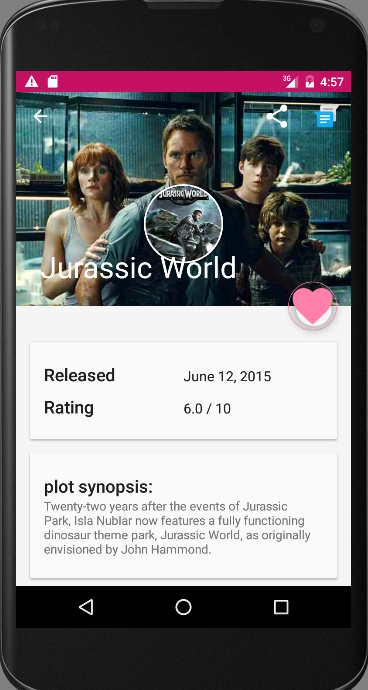 3G 4:57
JURASSIC WORLD
Jurassic World
Released June 12, 2015
Rating 6.0 / 10
plot synopsis:
Twenty-two years after the events of Jurassic
Park, Isla Nublar now features a fully functioning
dinosaur theme park, Jurassic World, as originally
envisioned by John Hammond.